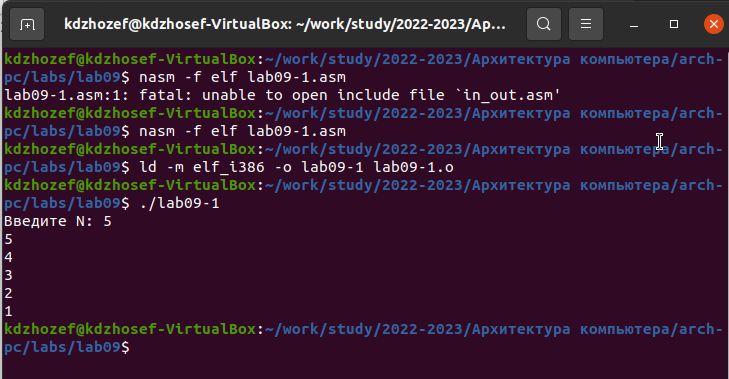 kdzhozef@kdzhosef-VirtualBox: ~/work/study/2022-2023/Ар...
kdzhozef@kdzhosef-VirtualBox:~/work/study/2022-2023/Архитектура компьютера/arch-
pc/labs/lab09$ nasm -f elf lab09-1.asm
lab09-1.asm:1: fatal: unable to open include file `in_out.asm'
kdzhozef@kdzhosef-VirtualBox:~/work/study/2022-2023/Архитектура компьютера/arch-
pc/labs/lab09$ nasm -f elf lab09-1.asm
kdzhozef@kdzhosef-VirtualBox:~/work/study/2022-2023/Архитектура компьютера/arch-
pc/labs/lab09$ ld -m elf_i386 -o lab09-1 lab09-1.o
kdzhozef@kdzhosef-VirtualBox:~/work/study/2022-2023/Архитектура компьютера/arch-
pc/labs/lab09$ ./lab09-1
Введите N: 5
5
4
3
2
1
kdzhozef@kdzhosef-VirtualBox:~/work/study/2022-2023/Архитектура компьютера/arch-
pc/labs/lab09$